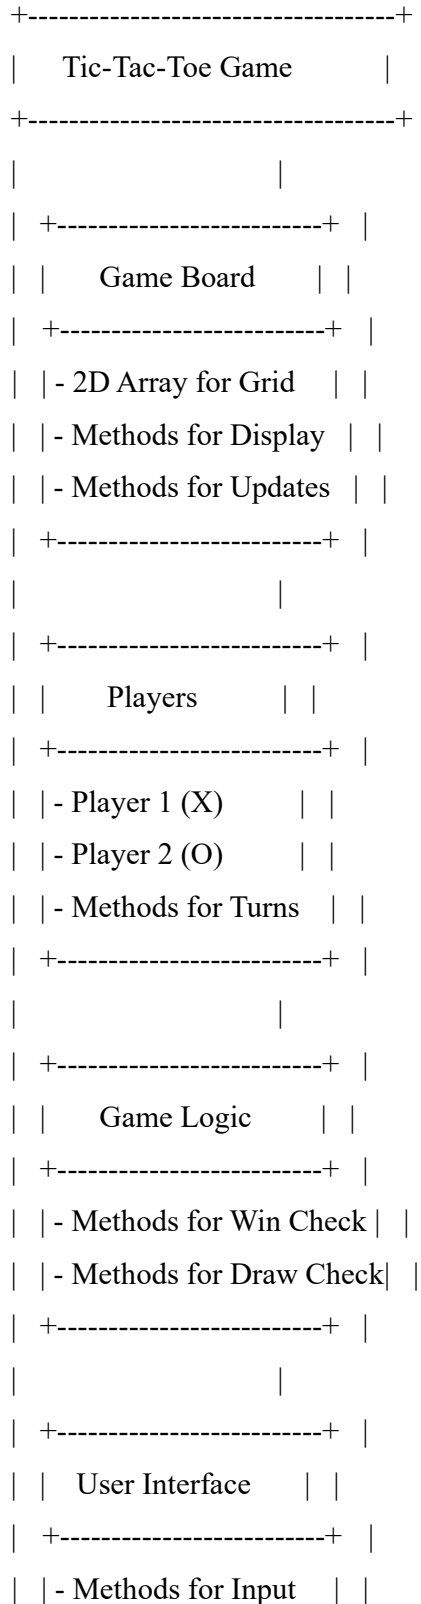 +---------------------------------------+
|      Tic-Tac-Toe Game            |
+---------------------------------------+
|                                |
|   +--------------------------+   |
|   |       Game Board        |   |
|   +--------------------------+   |
|   | - 2D Array for Grid     |   |
|   | - Methods for Display   |   |
|   | - Methods for Updates   |   |
|   +--------------------------+   |
|                                |
|   +--------------------------+   |
|   |        Players           |   |
|   +--------------------------+   |
|   | - Player 1 (X)          |   |
|   | - Player 2 (O)          |   |
|   | - Methods for Turns    |   |
|   +--------------------------+   |
|                                |
|   +--------------------------+   |
|   |       Game Logic         |   |
|   +--------------------------+   |
|   | - Methods for Win Check |   |
|   | - Methods for Draw Check|   |
|   +--------------------------+   |
|                                |
|   +--------------------------+   |
|   |    User Interface       |   |
|   +--------------------------+   |
|   | - Methods for Input     |   |